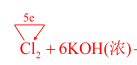 5e
Cl₂ + 6KOH(浓)